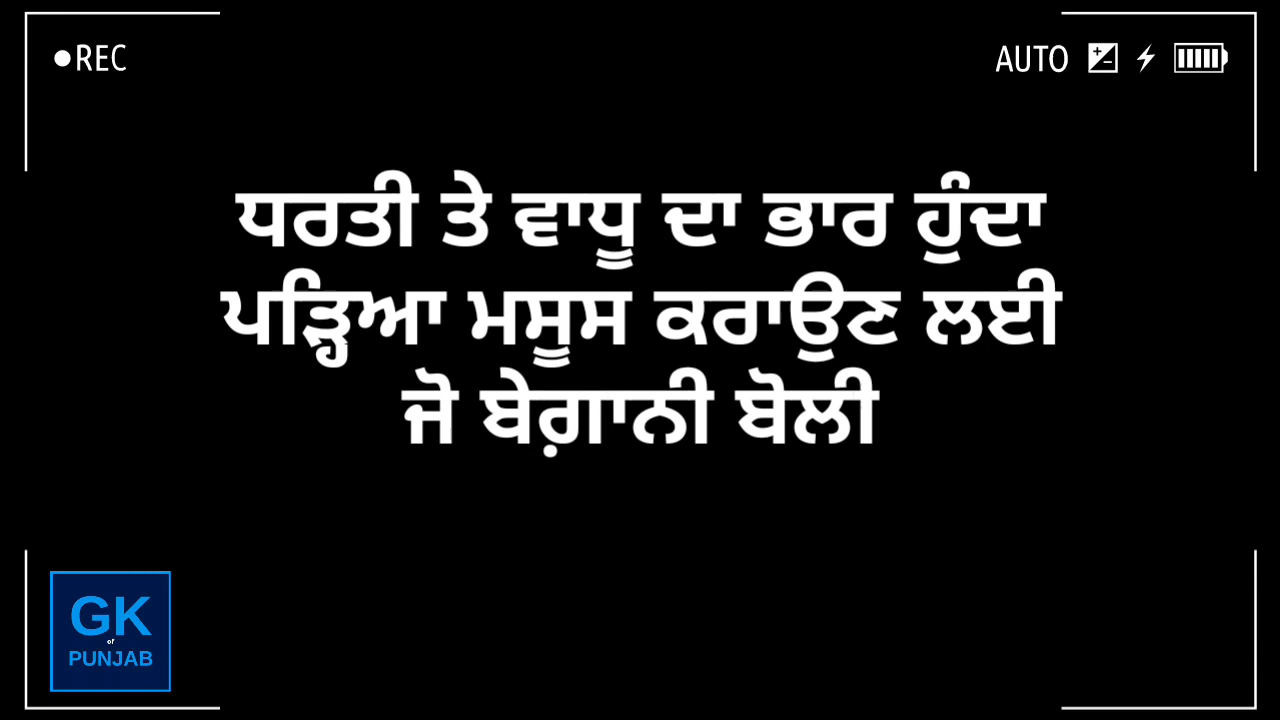 ●REC
AUTO
ਧਰਤੀ ਤੇ ਵਾਧੂ ਦਾ ਭਾਰ ਹੁੰਦਾ
ਪੜ੍ਹਿਆ ਮਸੂਸ ਕਰਾਉਣ ਲਈ
ਜੋ ਬੇਗ਼ਾਨੀ ਬੋਲੀ
GK
of
PUNJAB